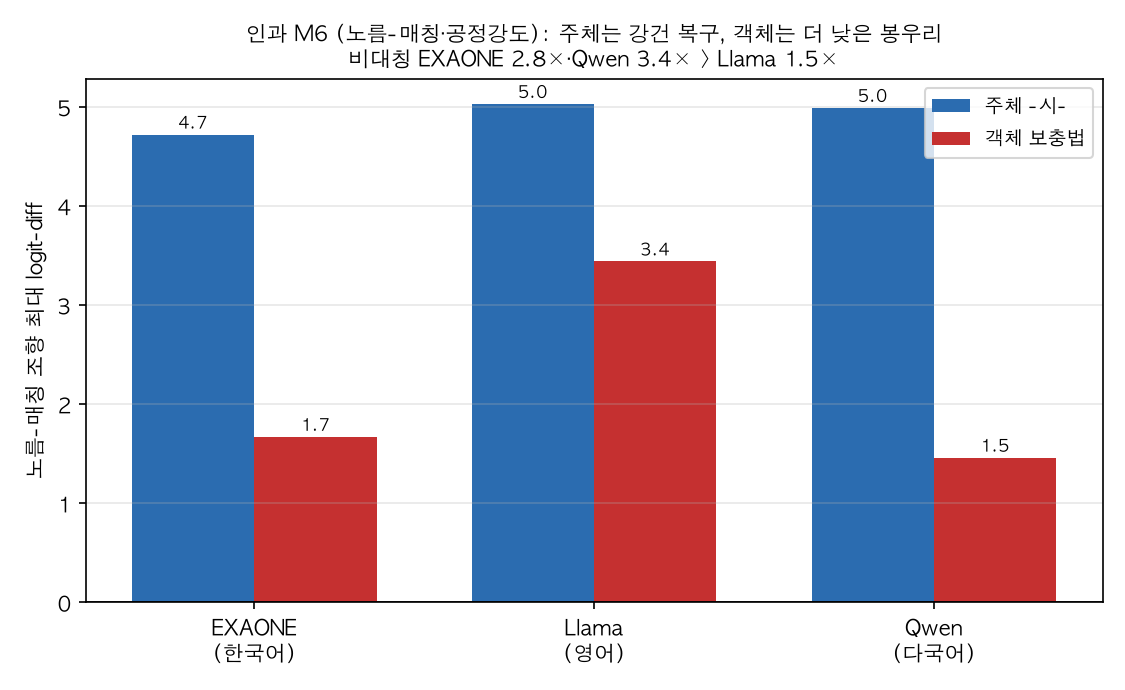 인과 M6 (노름-매칭·공정강도): 주체는 강건 복구, 객체는 더 낮은 봉우리
비대칭 EXAONE 2.8×·Qwen 3.4× 〉 Llama 1.5×
주체 -시-
객체 보충법
노름-매칭 조향 최대 logit-diff
5
4
3
2
1
0
4.7
1.7
5.0
3.4
5.0
1.5
EXAONE
(한국어)
Llama
(영어)
Qwen
(다국어)